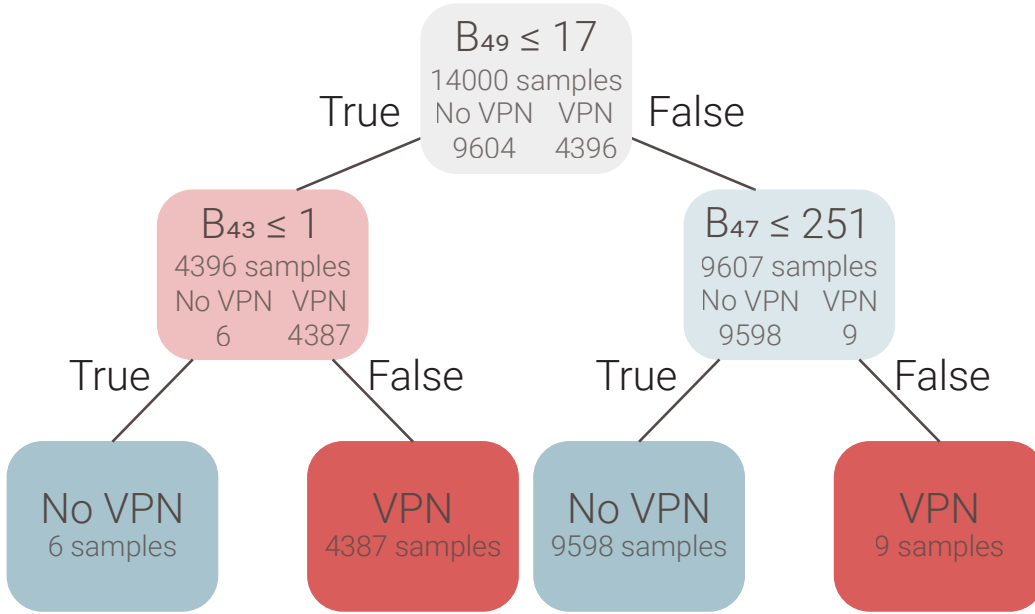 B₄₉ ≤ 17
14000 samples
No VPN VPN
9604 4396
True
False
B₄₃ ≤ 1
4396 samples
No VPN VPN
6 4387
B₄₇ ≤ 251
9607 samples
No VPN VPN
9598 9
True
False
True
False
No VPN
6 samples
VPN
4387 samples
No VPN
9598 samples
VPN
9 samples